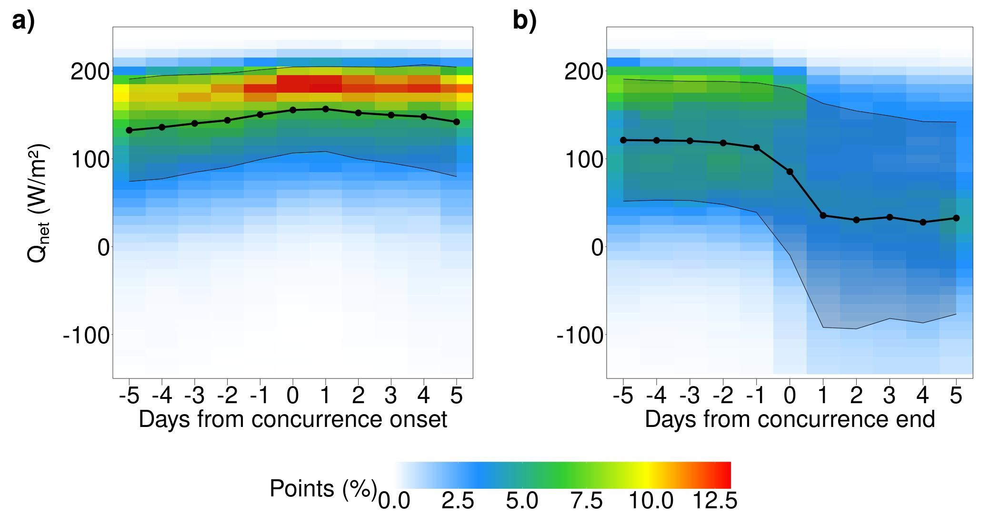 a)
b)
200
100
0
-100
Qnet (W/m²)
-5 -4 -3 -2 -1 0 1 2 3 4 5
Days from concurrence onset
200
100
0
-100
-5 -4 -3 -2 -1 0 1 2 3 4 5
Days from concurrence end
Points (%)
0.0 2.5 5.0 7.5 10.0 12.5